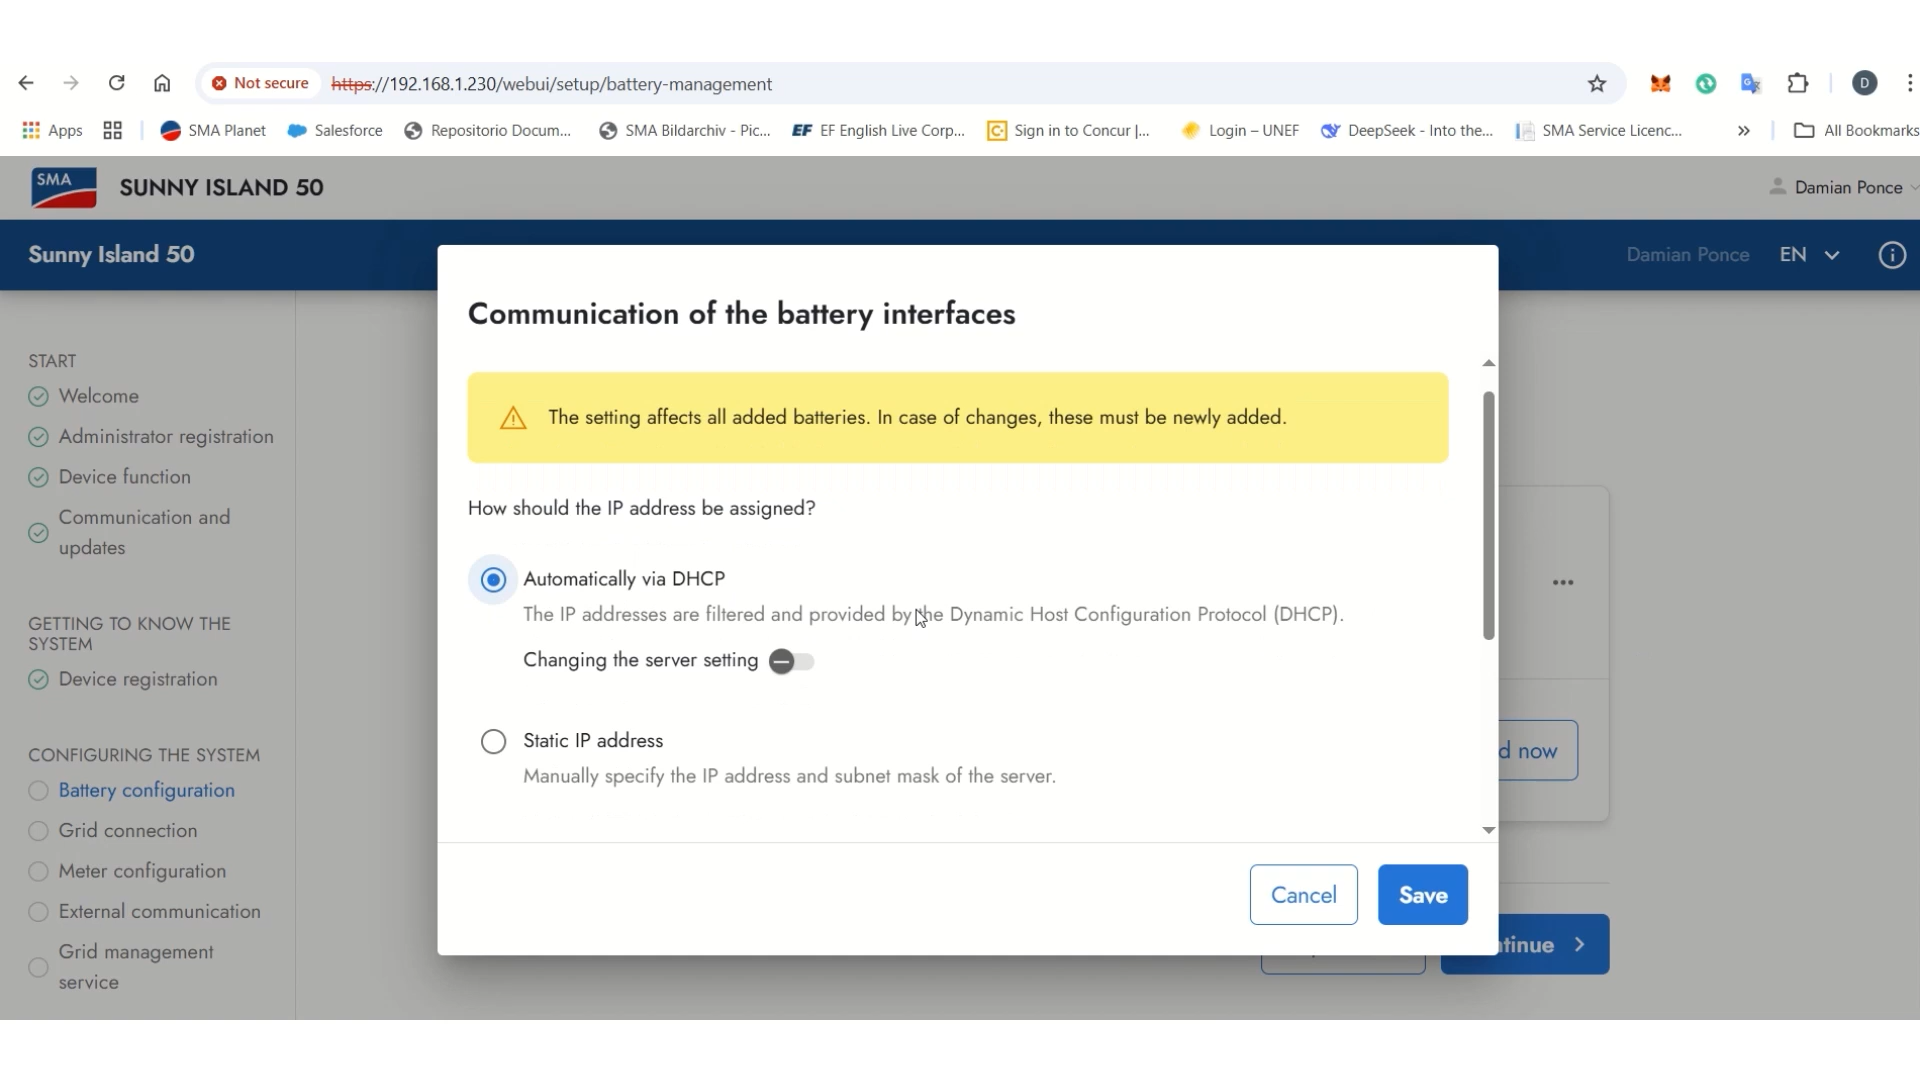 Not secure
https://192.168.1.230/webui/setup/battery-management
D
Apps
SMA Planet
Salesforce
Repositorio Docum...
SMA Bildarchiv - Pic...
EF EF English Live Corp...
Sign in to Concur |...
Login – UNEF
DeepSeek - Into the...
SMA Service Licenc...
»
All Bookmarks
SMA
SUNNY ISLAND 50
Damian Ponce
Sunny Island 50
Damian Ponce
EN
START
Welcome
Administrator registration
Device function
Communication and
updates
GETTING TO KNOW THE
SYSTEM
Device registration
CONFIGURING THE SYSTEM
Battery configuration
Grid connection
Meter configuration
External communication
Grid management
service
Communication of the battery interfaces
The setting affects all added batteries. In case of changes, these must be newly added.
How should the IP address be assigned?
Automatically via DHCP
The IP addresses are filtered and provided by the Dynamic Host Configuration Protocol (DHCP).
Changing the server setting
Static IP address
Manually specify the IP address and subnet mask of the server.
Cancel
Save
d now
ntinue